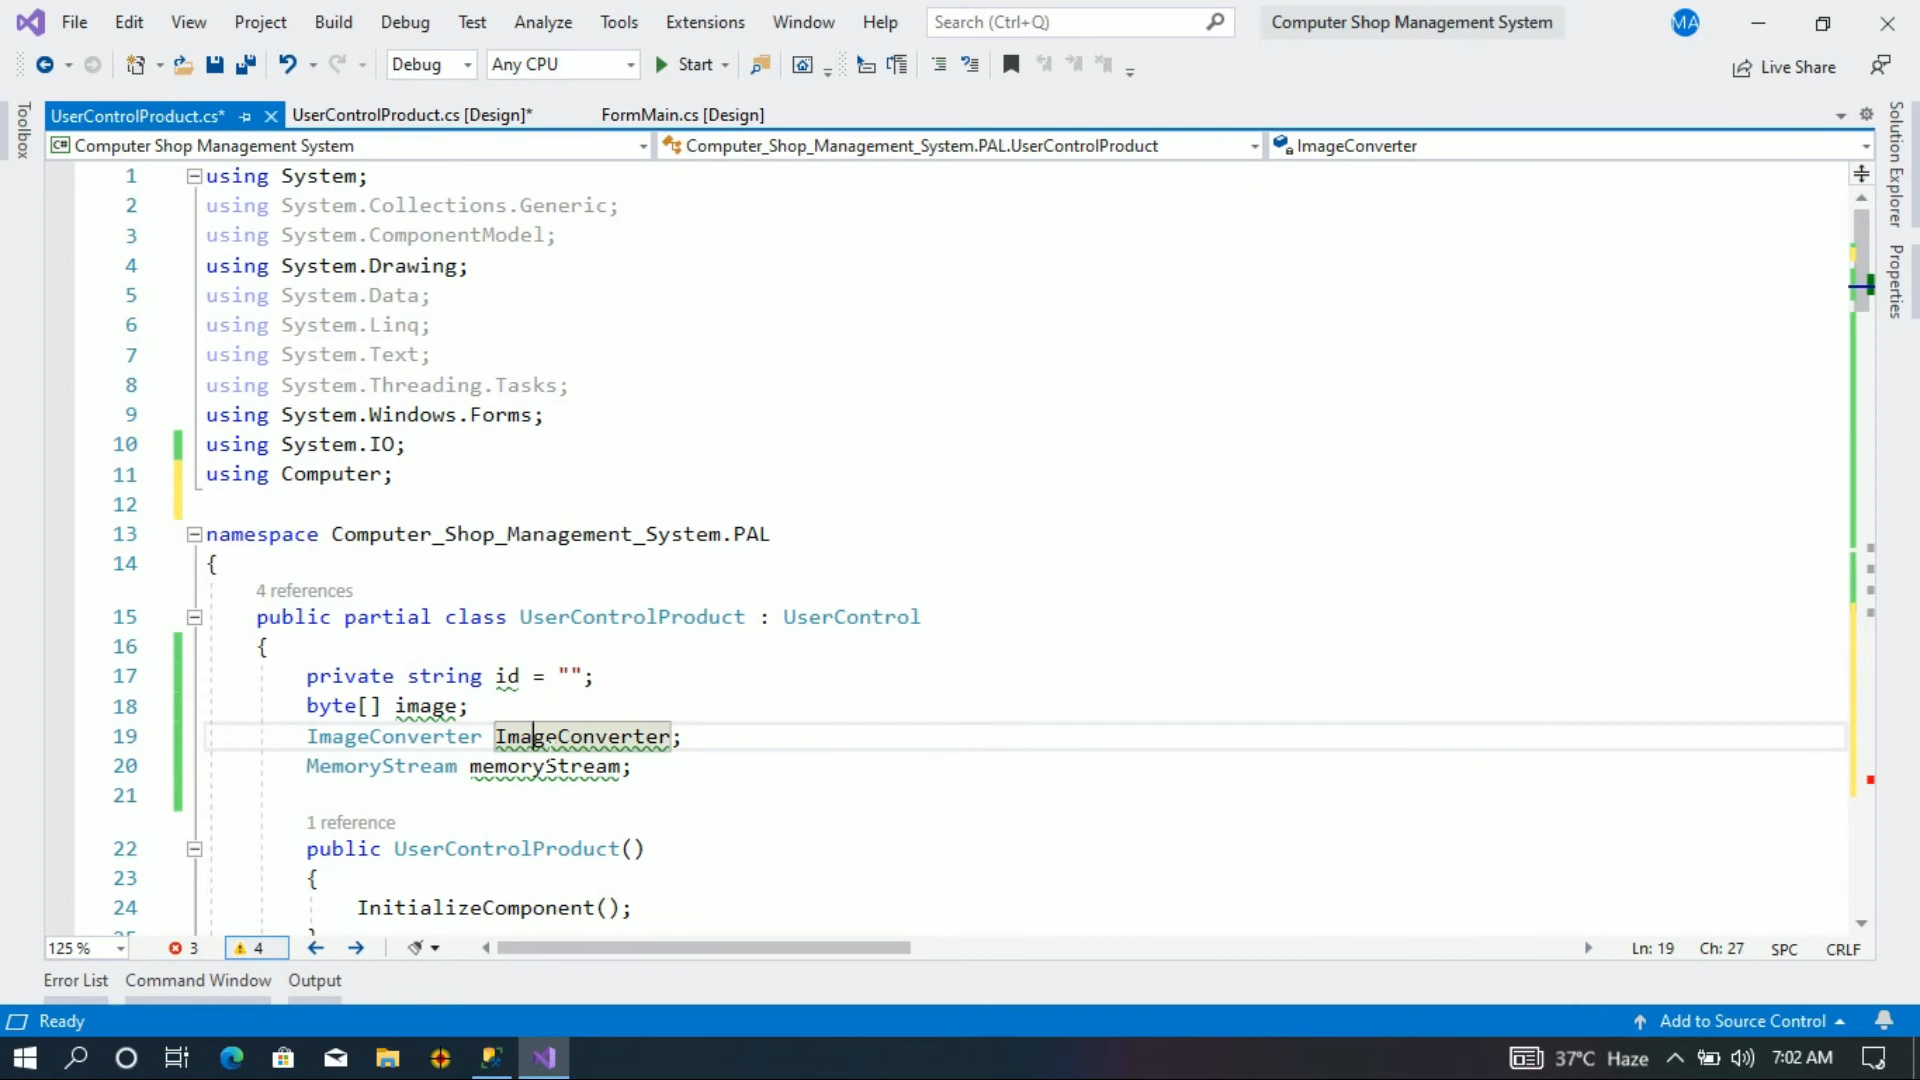 File Edit View Project Build Debug Test Analyze Tools Extensions Window Help Search (Ctrl+Q) Computer Shop Management System MA
Debug Any CPU Start Live Share
Toolbox
UserControlProduct.cs* UserControlProduct.cs [Design]* FormMain.cs [Design]
C# Computer Shop Management System Computer_Shop_Management_System.PAL.UserControlProduct ImageConverter
Solution Explorer
Properties
1 using System;
2 using System.Collections.Generic;
3 using System.ComponentModel;
4 using System.Drawing;
5 using System.Data;
6 using System.Linq;
7 using System.Text;
8 using System.Threading.Tasks;
9 using System.Windows.Forms;
10 using System.IO;
11 using Computer;
12
13 namespace Computer_Shop_Management_System.PAL
14 {
4 references
15 public partial class UserControlProduct : UserControl
16 {
17 private string id = "";
18 byte[] image;
19 ImageConverter ImageConverter;
20 MemoryStream memoryStream;
21
1 reference
22 public UserControlProduct()
23 {
24 InitializeComponent();
125 % 3 4 Ln: 19 Ch: 27 SPC CRLF
Error List Command Window Output
Ready Add to Source Control
37°C Haze 7:02 AM